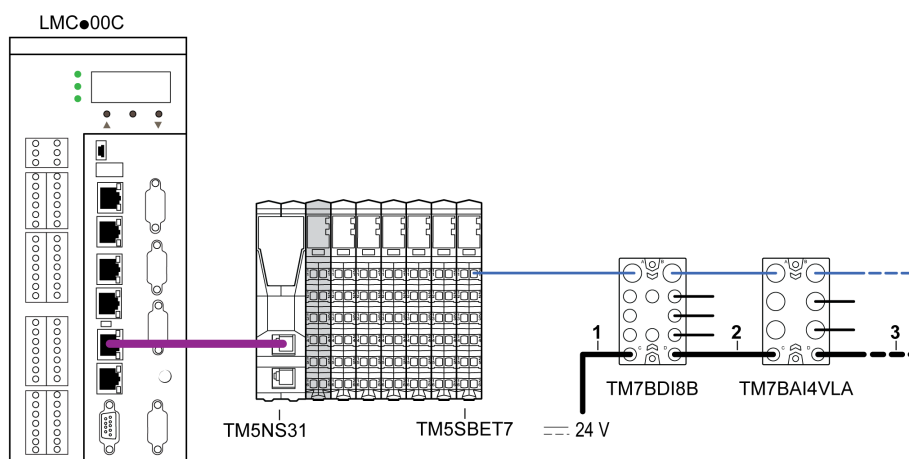 LMC●00C
A B
A B
1
2
3
C D
C D
TM7BDI8B
TM7BAI4VLA
TM5NS31
TM5SBET7
24 V